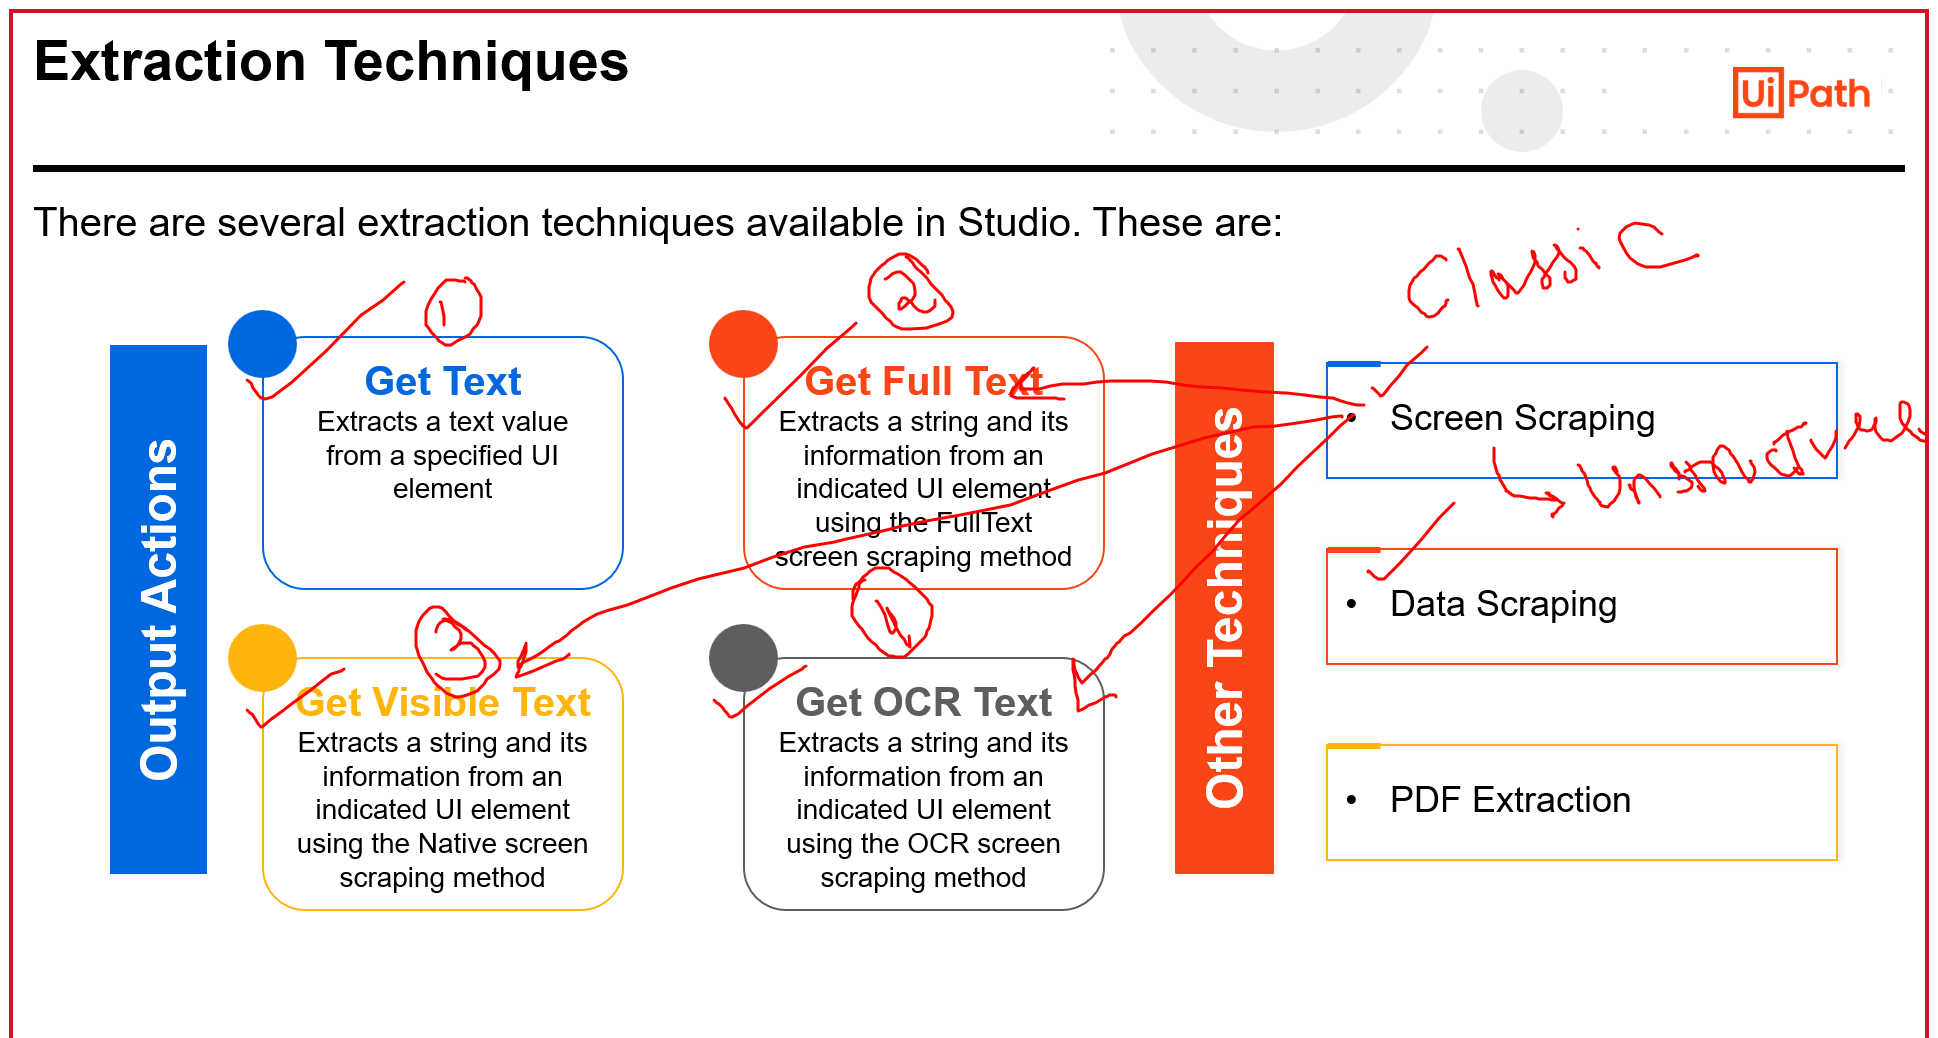 Extraction Techniques
UiPath
There are several extraction techniques available in Studio. These are:
Classic
Output Actions
1
Get Text
Extracts a text value
from a specified UI
element
2
Get Full Text
Extracts a string and its
information from an
indicated UI element
using the FullText
screen scraping method
3
Get Visible Text
Extracts a string and its
information from an
indicated UI element
using the Native screen
scraping method
4
Get OCR Text
Extracts a string and its
information from an
indicated UI element
using the OCR screen
scraping method
Other Techniques
• Screen Scraping
• Data Scraping
• PDF Extraction